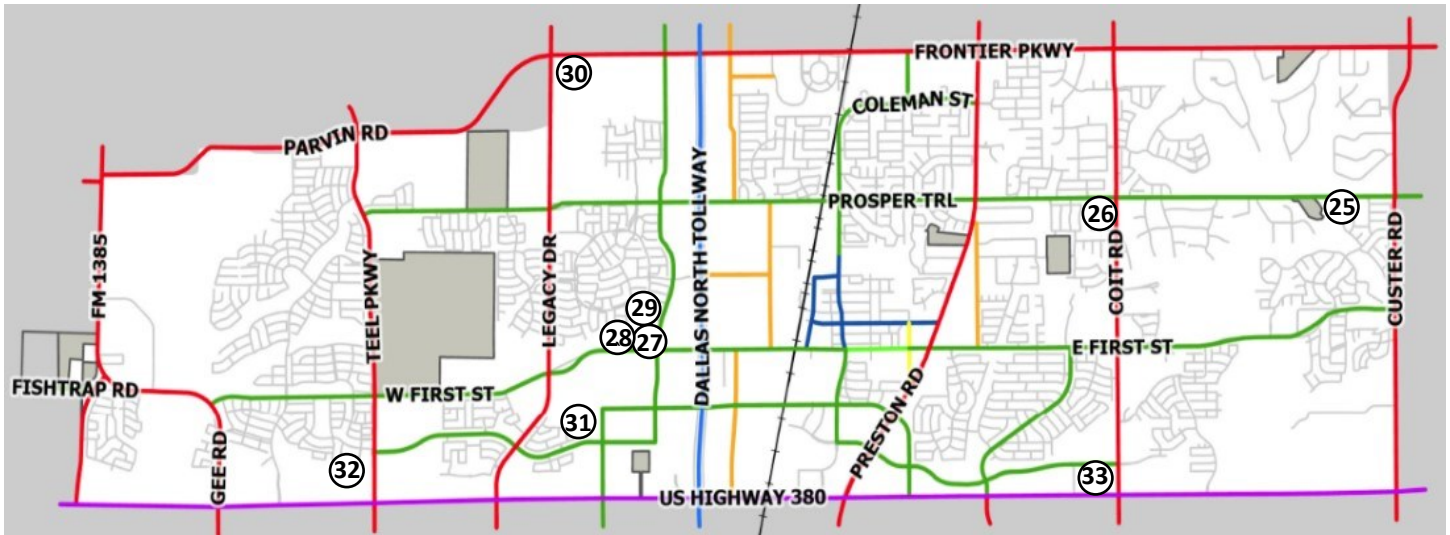 FRONTIER PKWY
30
COLEMAN ST
PARVIN RD
PROSPER TRL
25
26
FM 1385
TEEL PKWY
LEGACY DR
DALLAS NORTH TOLLWAY
COIT RD
CUSTER RD
29
28
27
E FIRST ST
FISHTRAP RD
W FIRST ST
PRESTON RD
31
GEE RD
32
33
US HIGHWAY 380